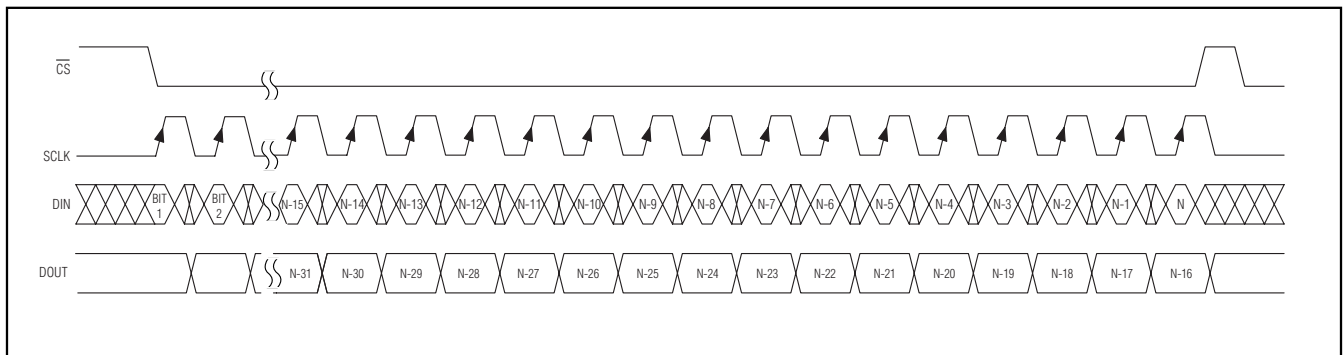 CS
SCLK
DIN BIT 1 BIT 2 N-15 N-14 N-13 N-12 N-11 N-10 N-9 N-8 N-7 N-6 N-5 N-4 N-3 N-2 N-1 N
DOUT N-31 N-30 N-29 N-28 N-27 N-26 N-25 N-24 N-23 N-22 N-21 N-20 N-19 N-18 N-17 N-16